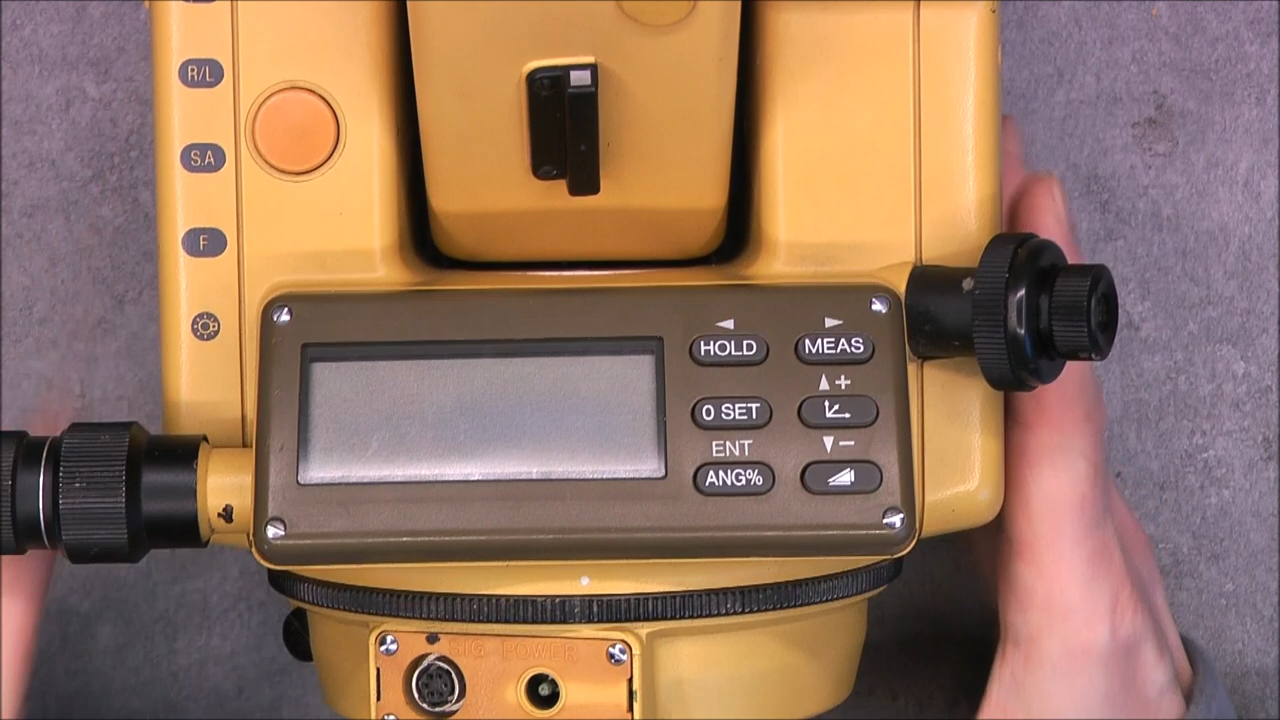 R/L
S.A
F
HOLD MEAS
+
0 SET
ENT −
ANG%
SIG POWER